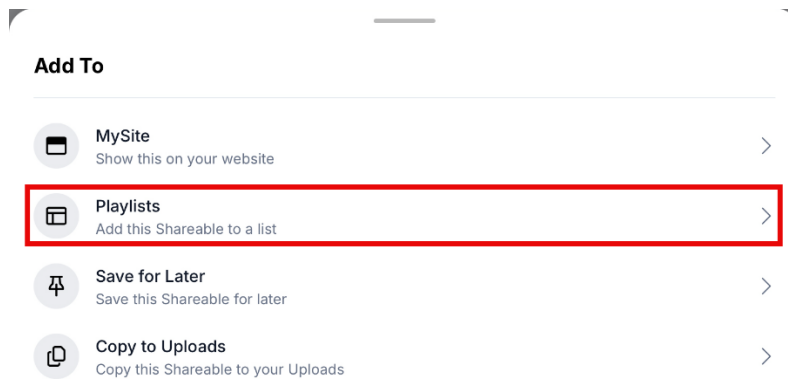 Add To
MySite
Show this on your website
Playlists
Add this Shareable to a list
Save for Later
Save this Shareable for later
Copy to Uploads
Copy this Shareable to your Uploads